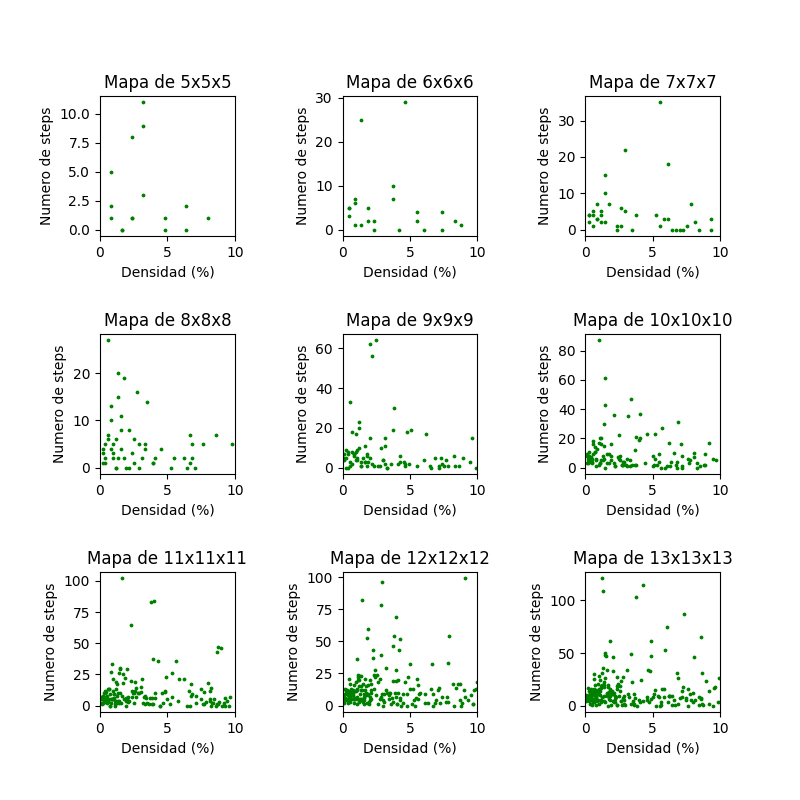 Mapa de 5x5x5
Mapa de 6x6x6
Mapa de 7x7x7
Numero de steps
10.0
7.5
5.0
2.5
0.0
0
5
10
Densidad (%)
Numero de steps
30
20
10
0
0
5
10
Densidad (%)
Numero de steps
30
20
10
0
0
5
10
Densidad (%)
Mapa de 8x8x8
Mapa de 9x9x9
Mapa de 10x10x10
Numero de steps
20
10
0
0
5
10
Densidad (%)
Numero de steps
60
40
20
0
0
5
10
Densidad (%)
Numero de steps
80
60
40
20
0
0
5
10
Densidad (%)
Mapa de 11x11x11
Mapa de 12x12x12
Mapa de 13x13x13
Numero de steps
100
75
50
25
0
0
5
10
Densidad (%)
Numero de steps
100
75
50
25
0
0
5
10
Densidad (%)
Numero de steps
100
50
0
0
5
10
Densidad (%)